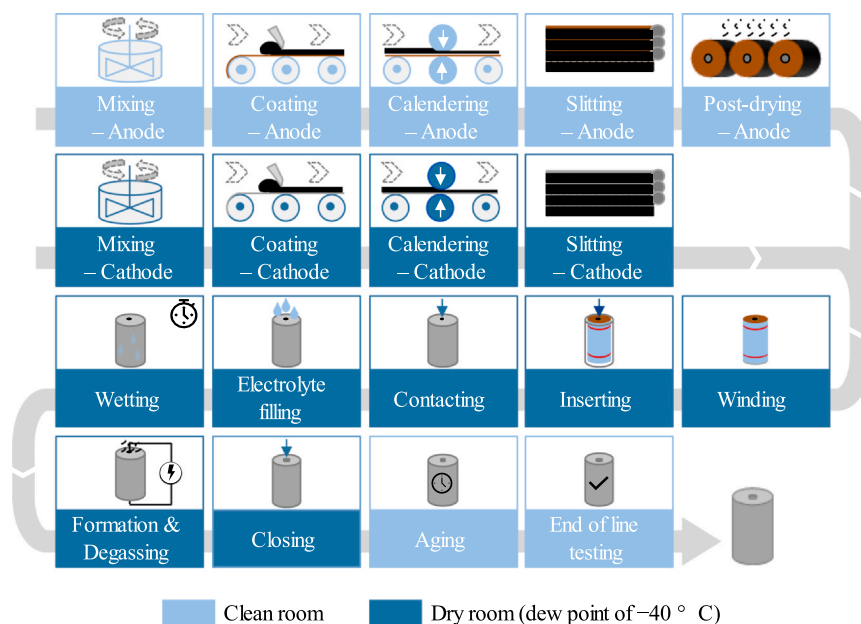 Mixing
– Anode
Coating
– Anode
Calendering
– Anode
Slitting
– Anode
Post-drying
– Anode
Mixing
– Cathode
Coating
– Cathode
Calendering
– Cathode
Slitting
– Cathode
Wetting
Electrolyte
filling
Contacting
Inserting
Winding
Formation &
Degassing
Closing
Aging
End of line
testing
Clean room
Dry room (dew point of −40 ° C)